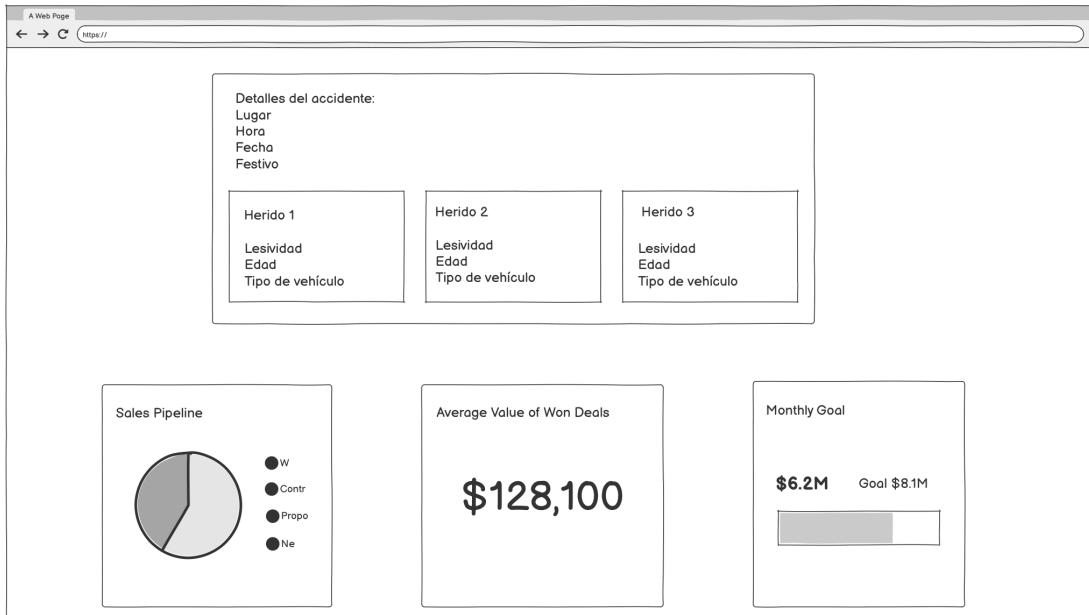 A Web Page
https://
Detalles del accidente:
Lugar
Hora
Fecha
Festivo
Herido 1
Lesividad
Edad
Tipo de vehículo
Herido 2
Lesividad
Edad
Tipo de vehículo
Herido 3
Lesividad
Edad
Tipo de vehículo
Sales Pipeline
W
Contr
Propo
Ne
Average Value of Won Deals
$128,100
Monthly Goal
$6.2M Goal $8.1M